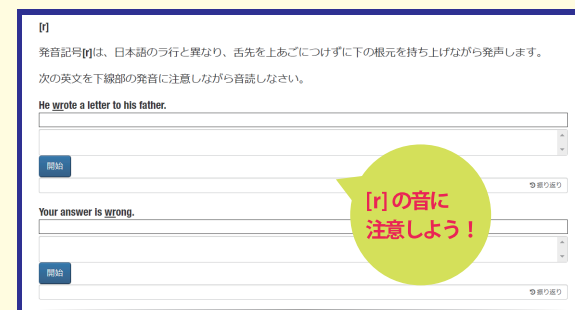 [r]
発音記号[r]は、日本語のラ行と異なり、舌先を上あごにつけずに下の根元を持ち上げながら発声します。
次の英文を下線部の発音に注意しながら音読しなさい。
He wrote a letter to his father.
開始
振り返り
[r] の音に
注意しよう！
Your answer is wrong.
開始
振り返り